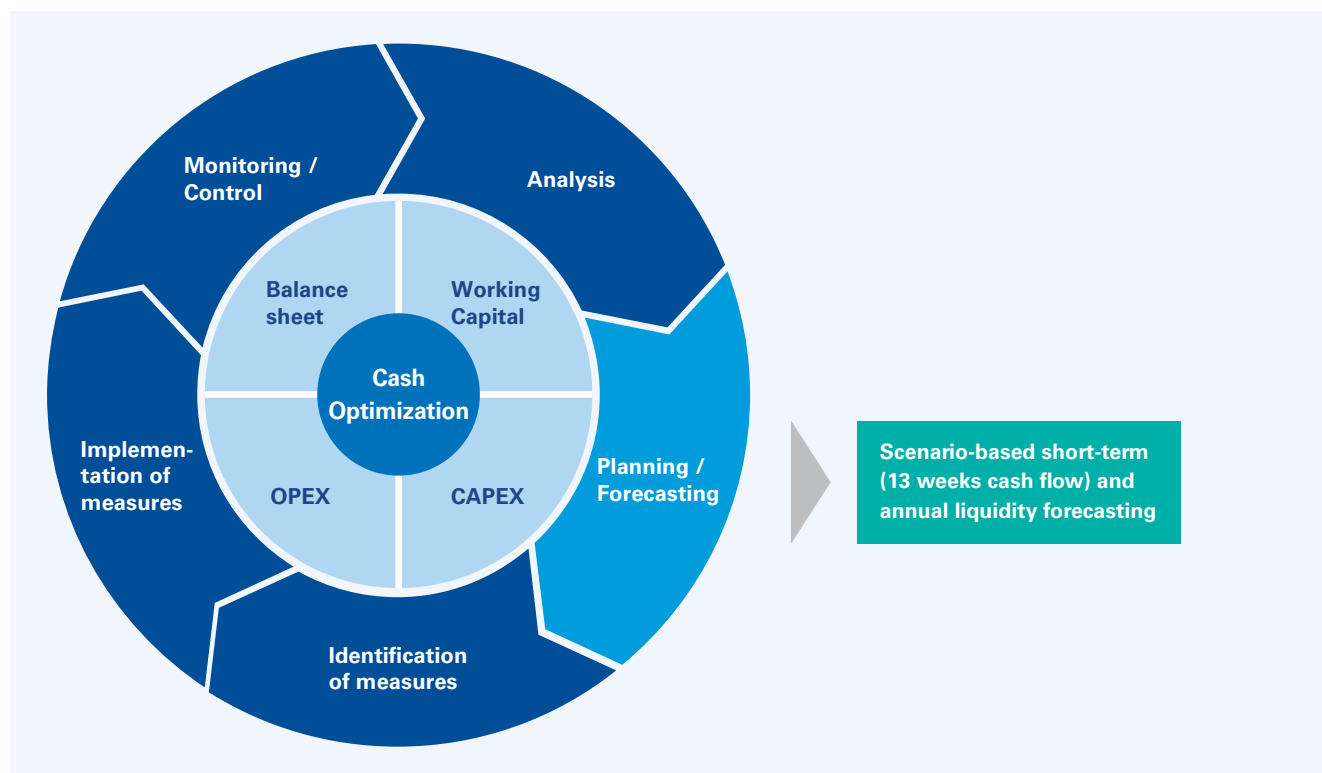 Monitoring /
Control
Analysis
Balance
sheet
Working
Capital
Cash
Optimization
Implemen-
tation of
measures
OPEX
CAPEX
Planning /
Forecasting
Scenario-based short-term
(13 weeks cash flow) and
annual liquidity forecasting
Identification
of measures